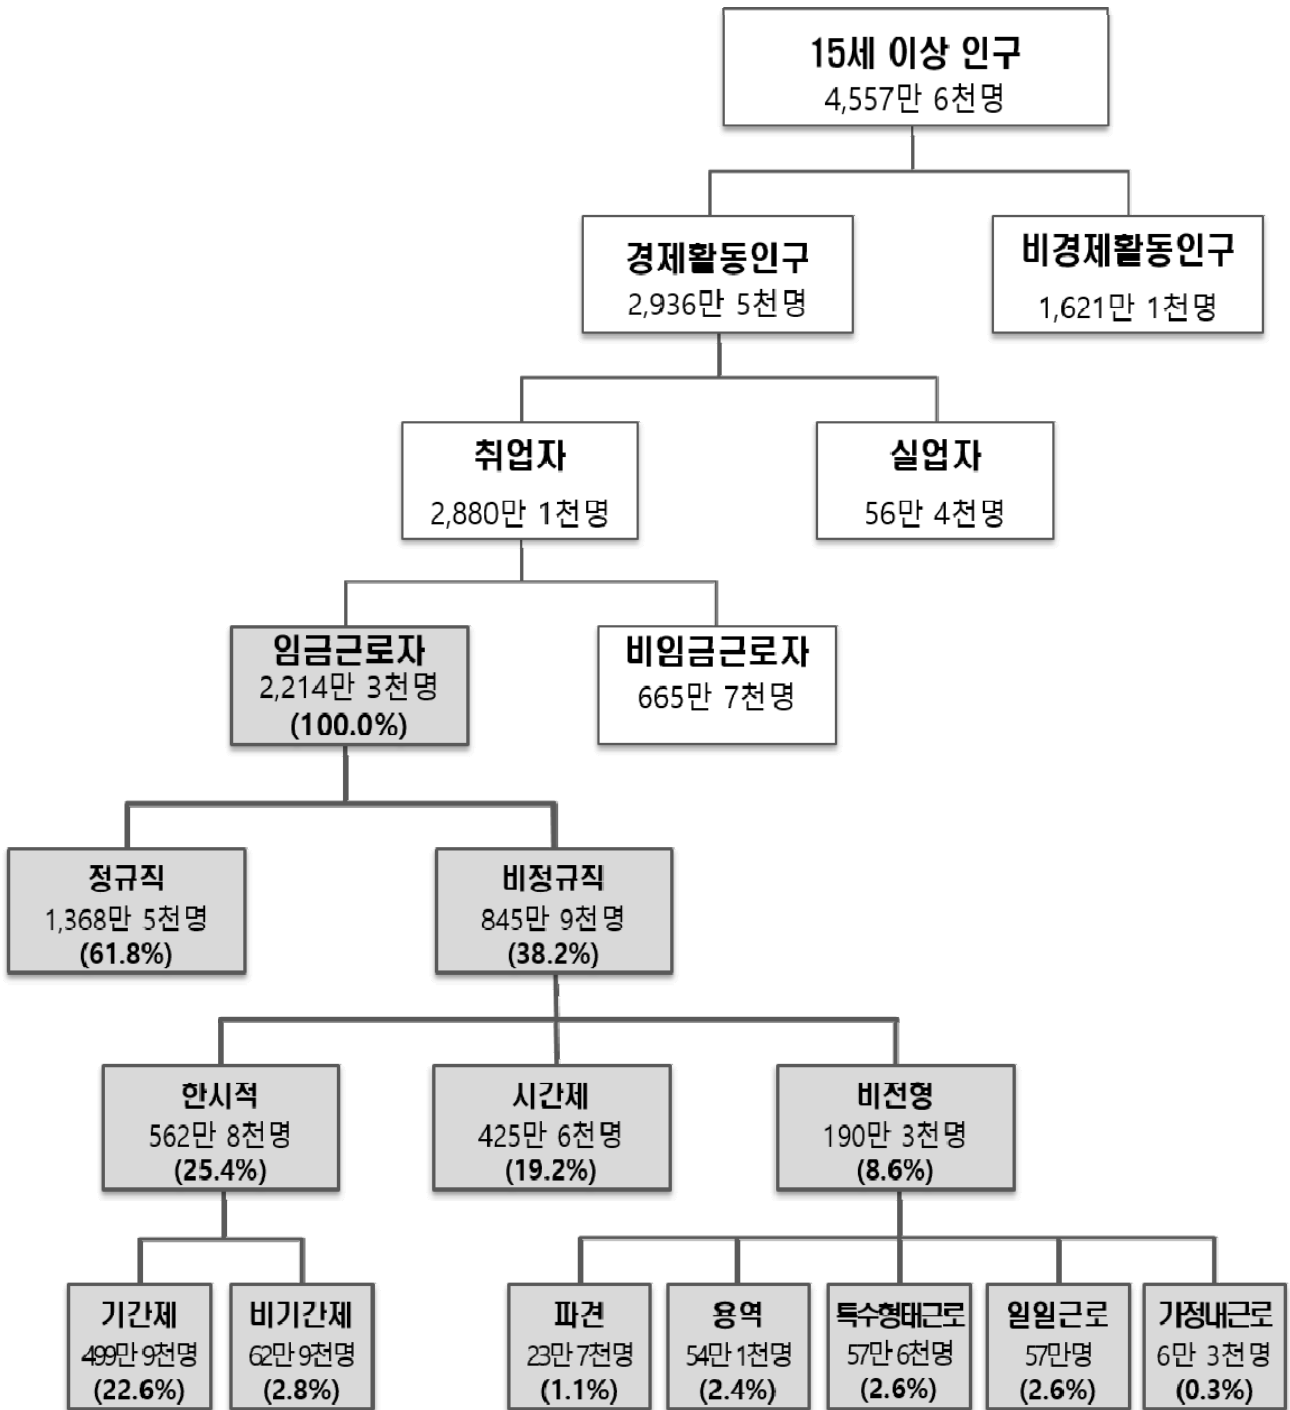 15세 이상 인구
4,557만 6천명
경제활동인구
2,936만 5천명
비경제활동인구
1,621만 1천명
취업자
2,880만 1천명
실업자
56만 4천명
임금근로자
2,214만 3천명
(100.0%)
비임금근로자
665만 7천명
정규직
1,368만 5천명
(61.8%)
비정규직
845만 9천명
(38.2%)
한시적
562만 8천명
(25.4%)
시간제
425만 6천명
(19.2%)
비전형
190만 3천명
(8.6%)
기간제
499만 9천명
(22.6%)
비기간제
62만 9천명
(2.8%)
파견
23만 7천명
(1.1%)
용역
54만 1천명
(2.4%)
특수형태근로
57만 6천명
(2.6%)
일일근로
57만명
(2.6%)
가정내근로
6만 3천명
(0.3%)